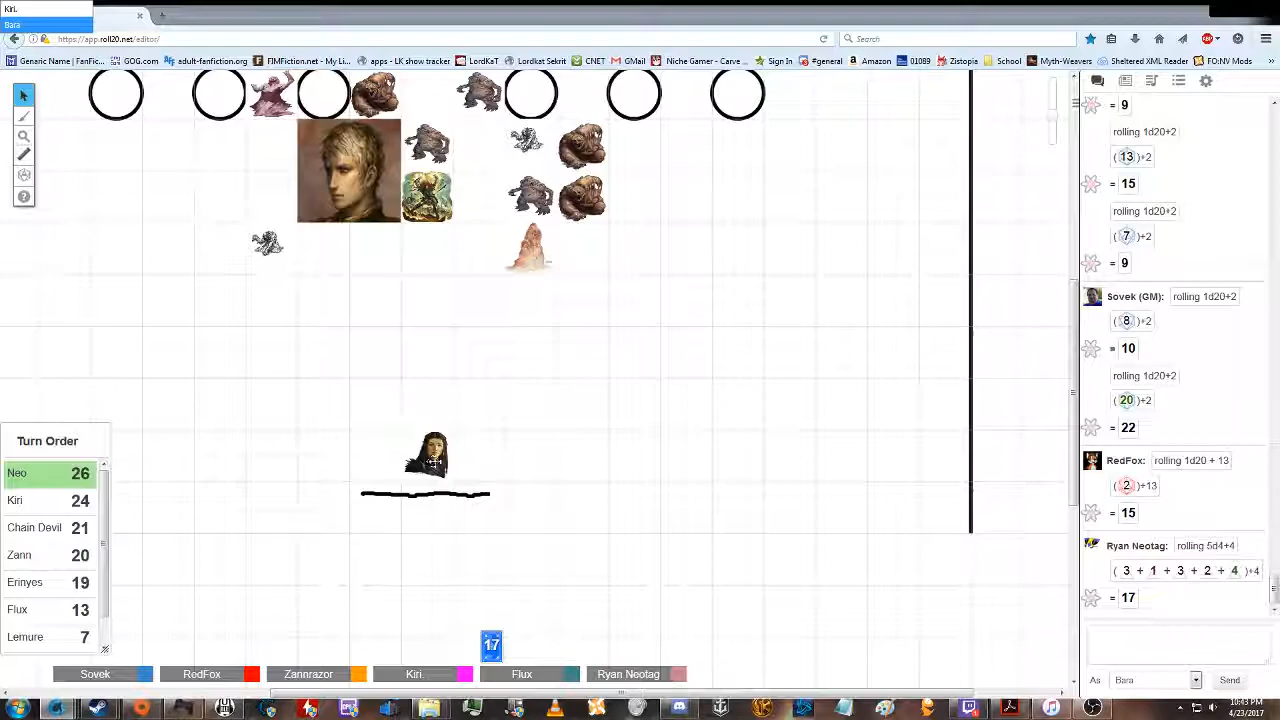 Kiri.
Bara
https://app.roll20.net/editor/
Search
Generic Name | FanFic...
GOG.com
adult-fanfiction.org
FIMFiction.net - My Li...
apps - LK show tracker
LordKat
Lordkat Sekrit
CNET
GMail
Niche Gamer - Carve ...
Sign In
#general
Amazon
01089
Zistopia
School
Myth-Weavers
Sheltered XML Reader
FO:NV Mods
= 9
rolling 1d20+2
(13)+2
= 15
rolling 1d20+2
(7)+2
= 9
Sovek (GM): rolling 1d20+2
(8)+2
= 10
rolling 1d20+2
(20)+2
= 22
RedFox: rolling 1d20 + 13
(2)+13
= 15
Ryan Neotag: rolling 5d4+4
(3 + 1 + 3 + 2 + 4)+4
= 17
Turn Order
Neo 26
Kiri 24
Chain Devil 21
Zann 20
Erinyes 19
Flux 13
Lemure 7
17
Sovek
RedFox
Zannrazor
Kiri.
Flux
Ryan Neotag
As Bara Send
10:43 PM
4/23/2017